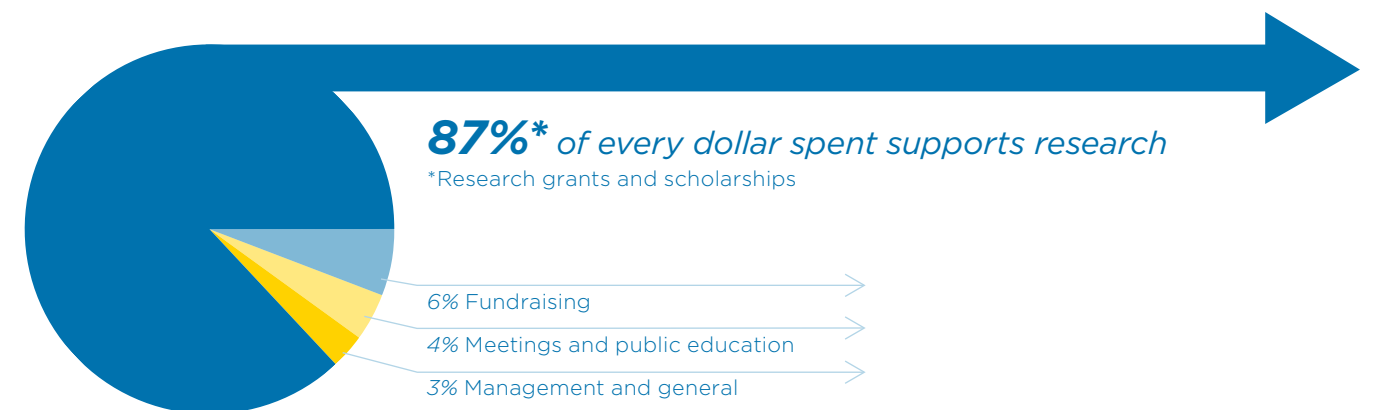 87%* of every dollar spent supports research
*Research grants and scholarships
6% Fundraising
4% Meetings and public education
3% Management and general